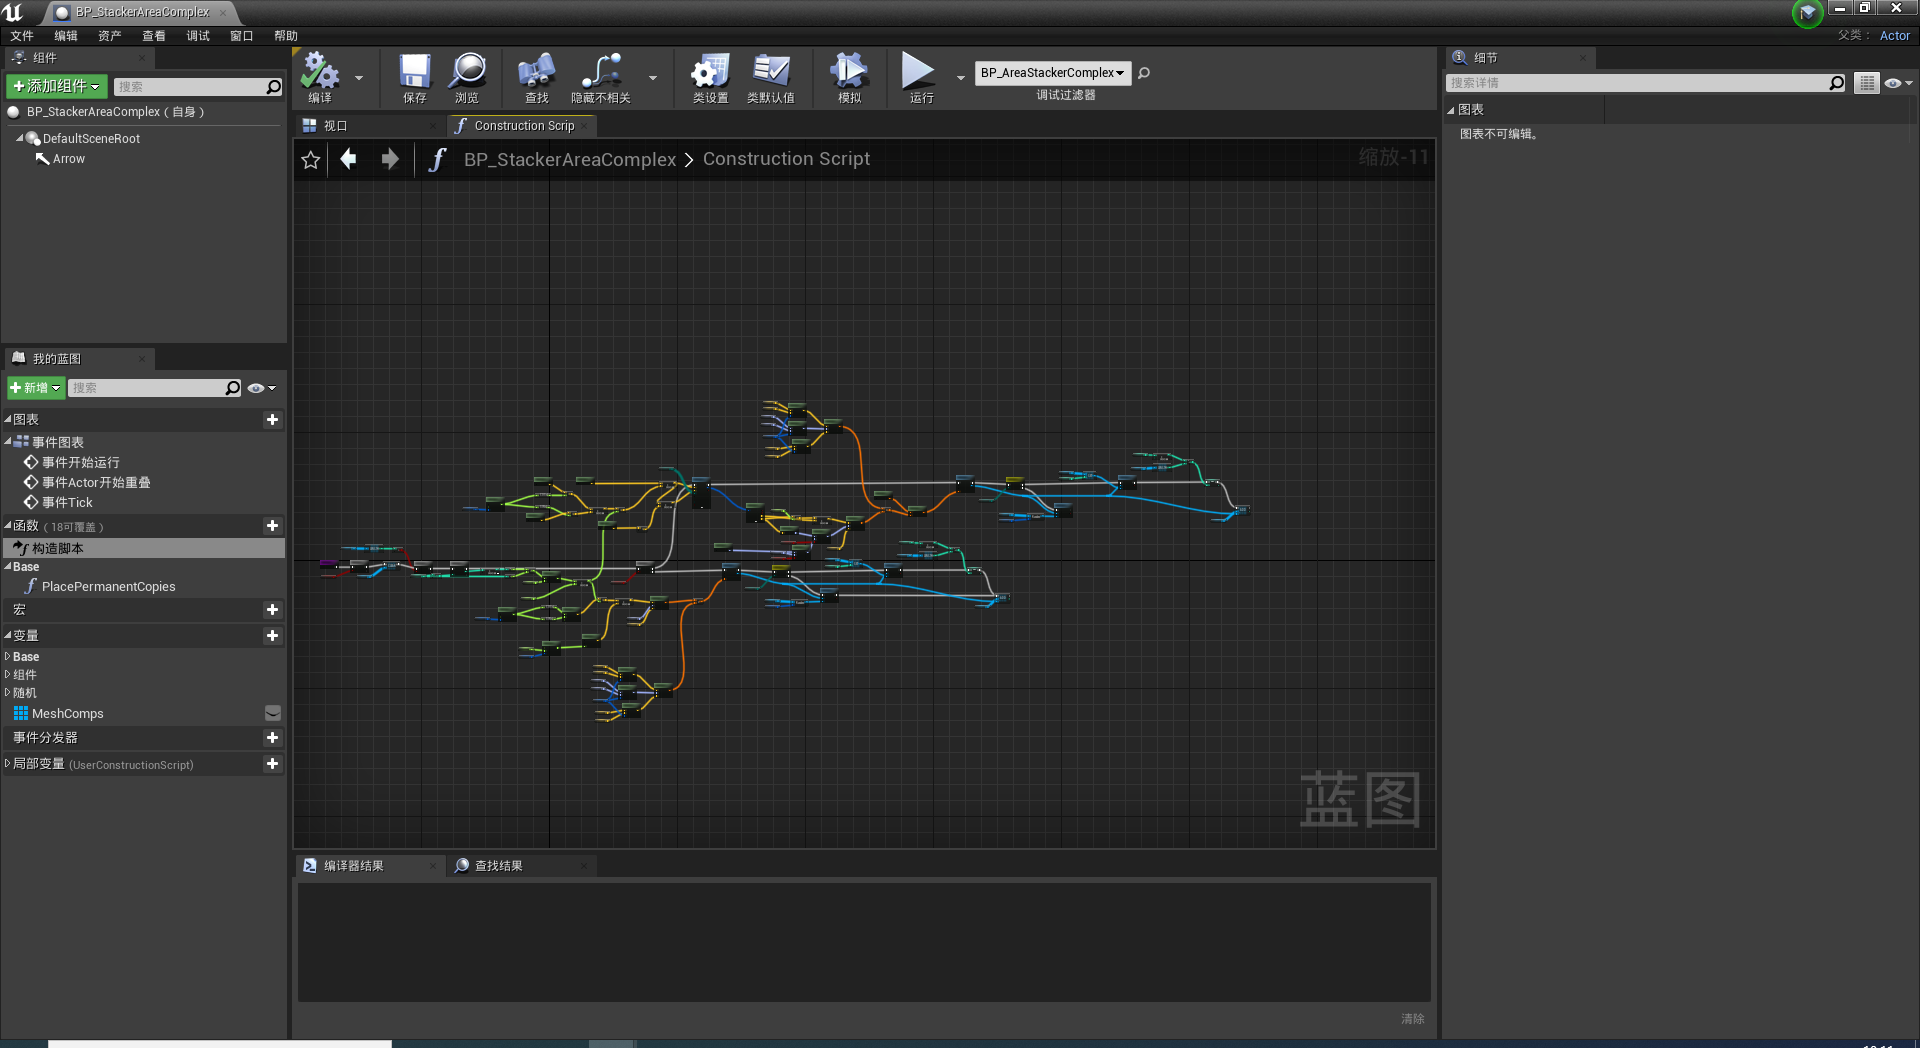 BP_StackerAreaComplex
文件 编辑 资产 查看 调试 窗口 帮助
父类： Actor
组件
添加组件
搜索
BP_StackerAreaComplex（自身）
DefaultSceneRoot
Arrow
编译
保存
浏览
查找
隐藏不相关
类设置
类默认值
模拟
运行
BP_AreaStackerComplex
调试过滤器
视口
Construction Scrip
BP_StackerAreaComplex > Construction Script
缩放-11
细节
搜索详情
图表
图表不可编辑。
我的蓝图
新增
搜索
图表
事件图表
事件开始运行
事件Actor开始重叠
事件Tick
函数（18可覆盖）
构造脚本
Base
PlacePermanentCopies
宏
变量
Base
组件
随机
MeshComps
事件分发器
局部变量 (UserConstructionScript)
蓝图
编译器结果
查找结果
清除